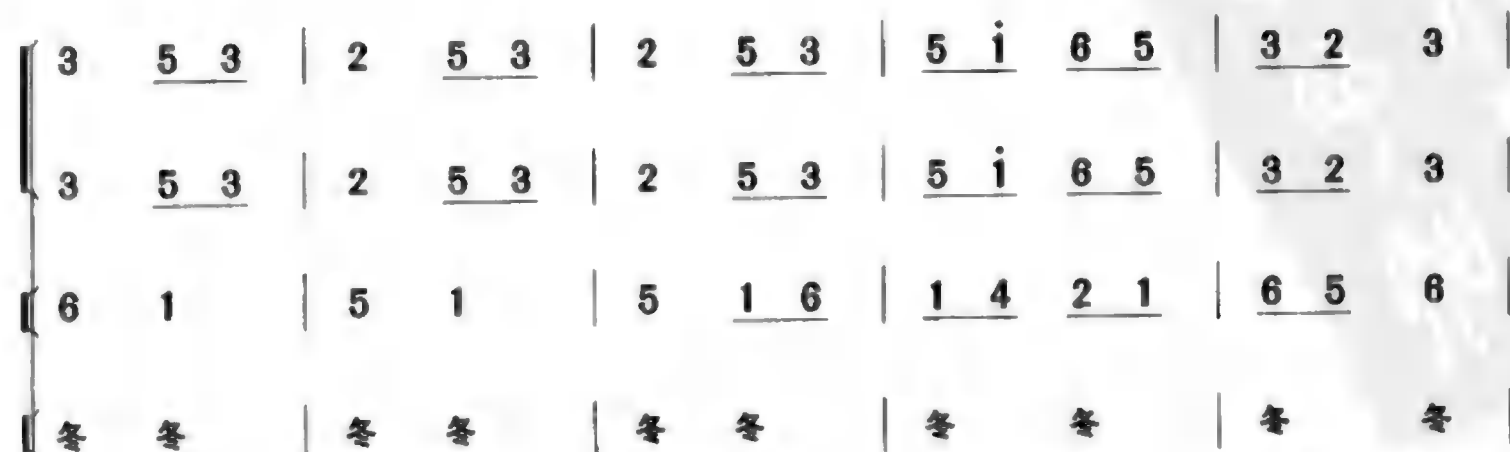 3 5 3 | 2 5 3 | 2 5 3 | 5 i 6 5 | 3 2 3 |
3 5 3 | 2 5 3 | 2 5 3 | 5 i 6 5 | 3 2 3 |
6 1 | 5 1 | 5 1 6 | 1 4 2 1 | 6 5 6 |
冬 冬 | 冬 冬 | 冬 冬 | 冬 冬 | 冬 冬